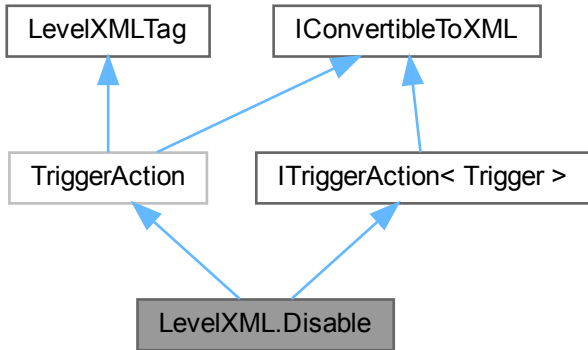 LevelXMLTag
IConvertibleToXML
TriggerAction
ITriggerAction< Trigger >
LevelXML.Disable